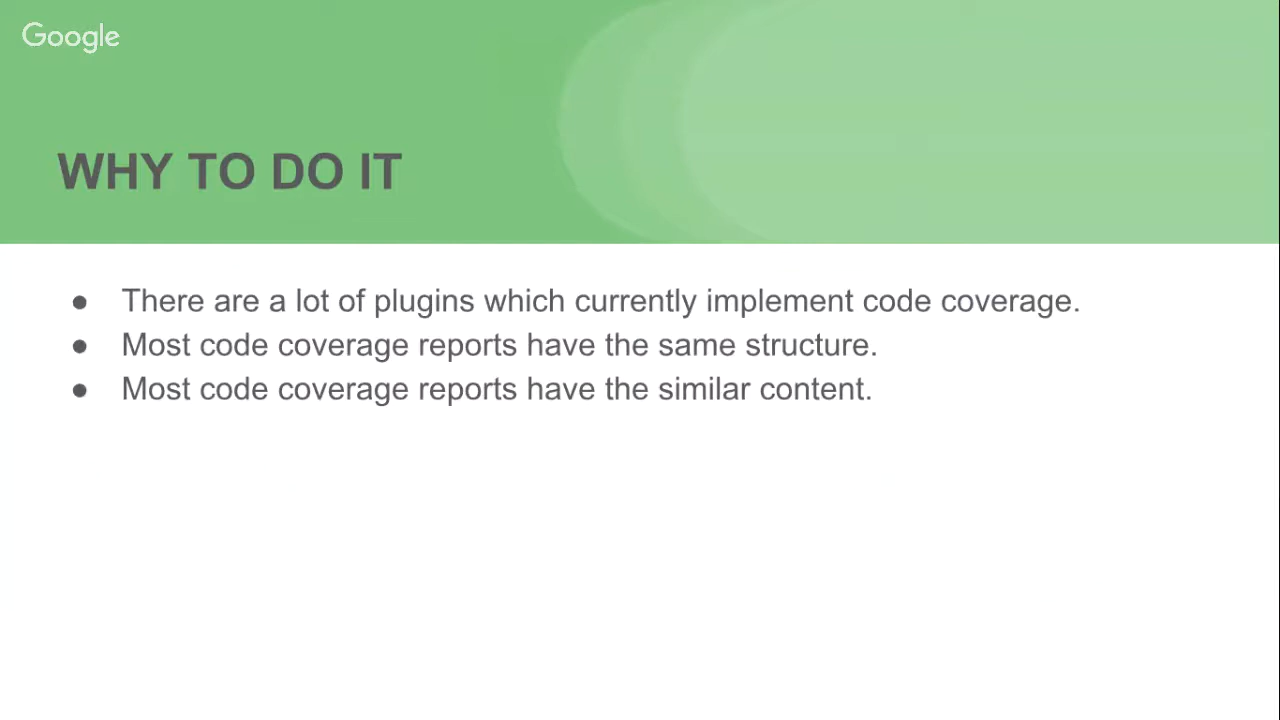 Google
WHY TO DO IT
● There are a lot of plugins which currently implement code coverage.
● Most code coverage reports have the same structure.
● Most code coverage reports have the similar content.